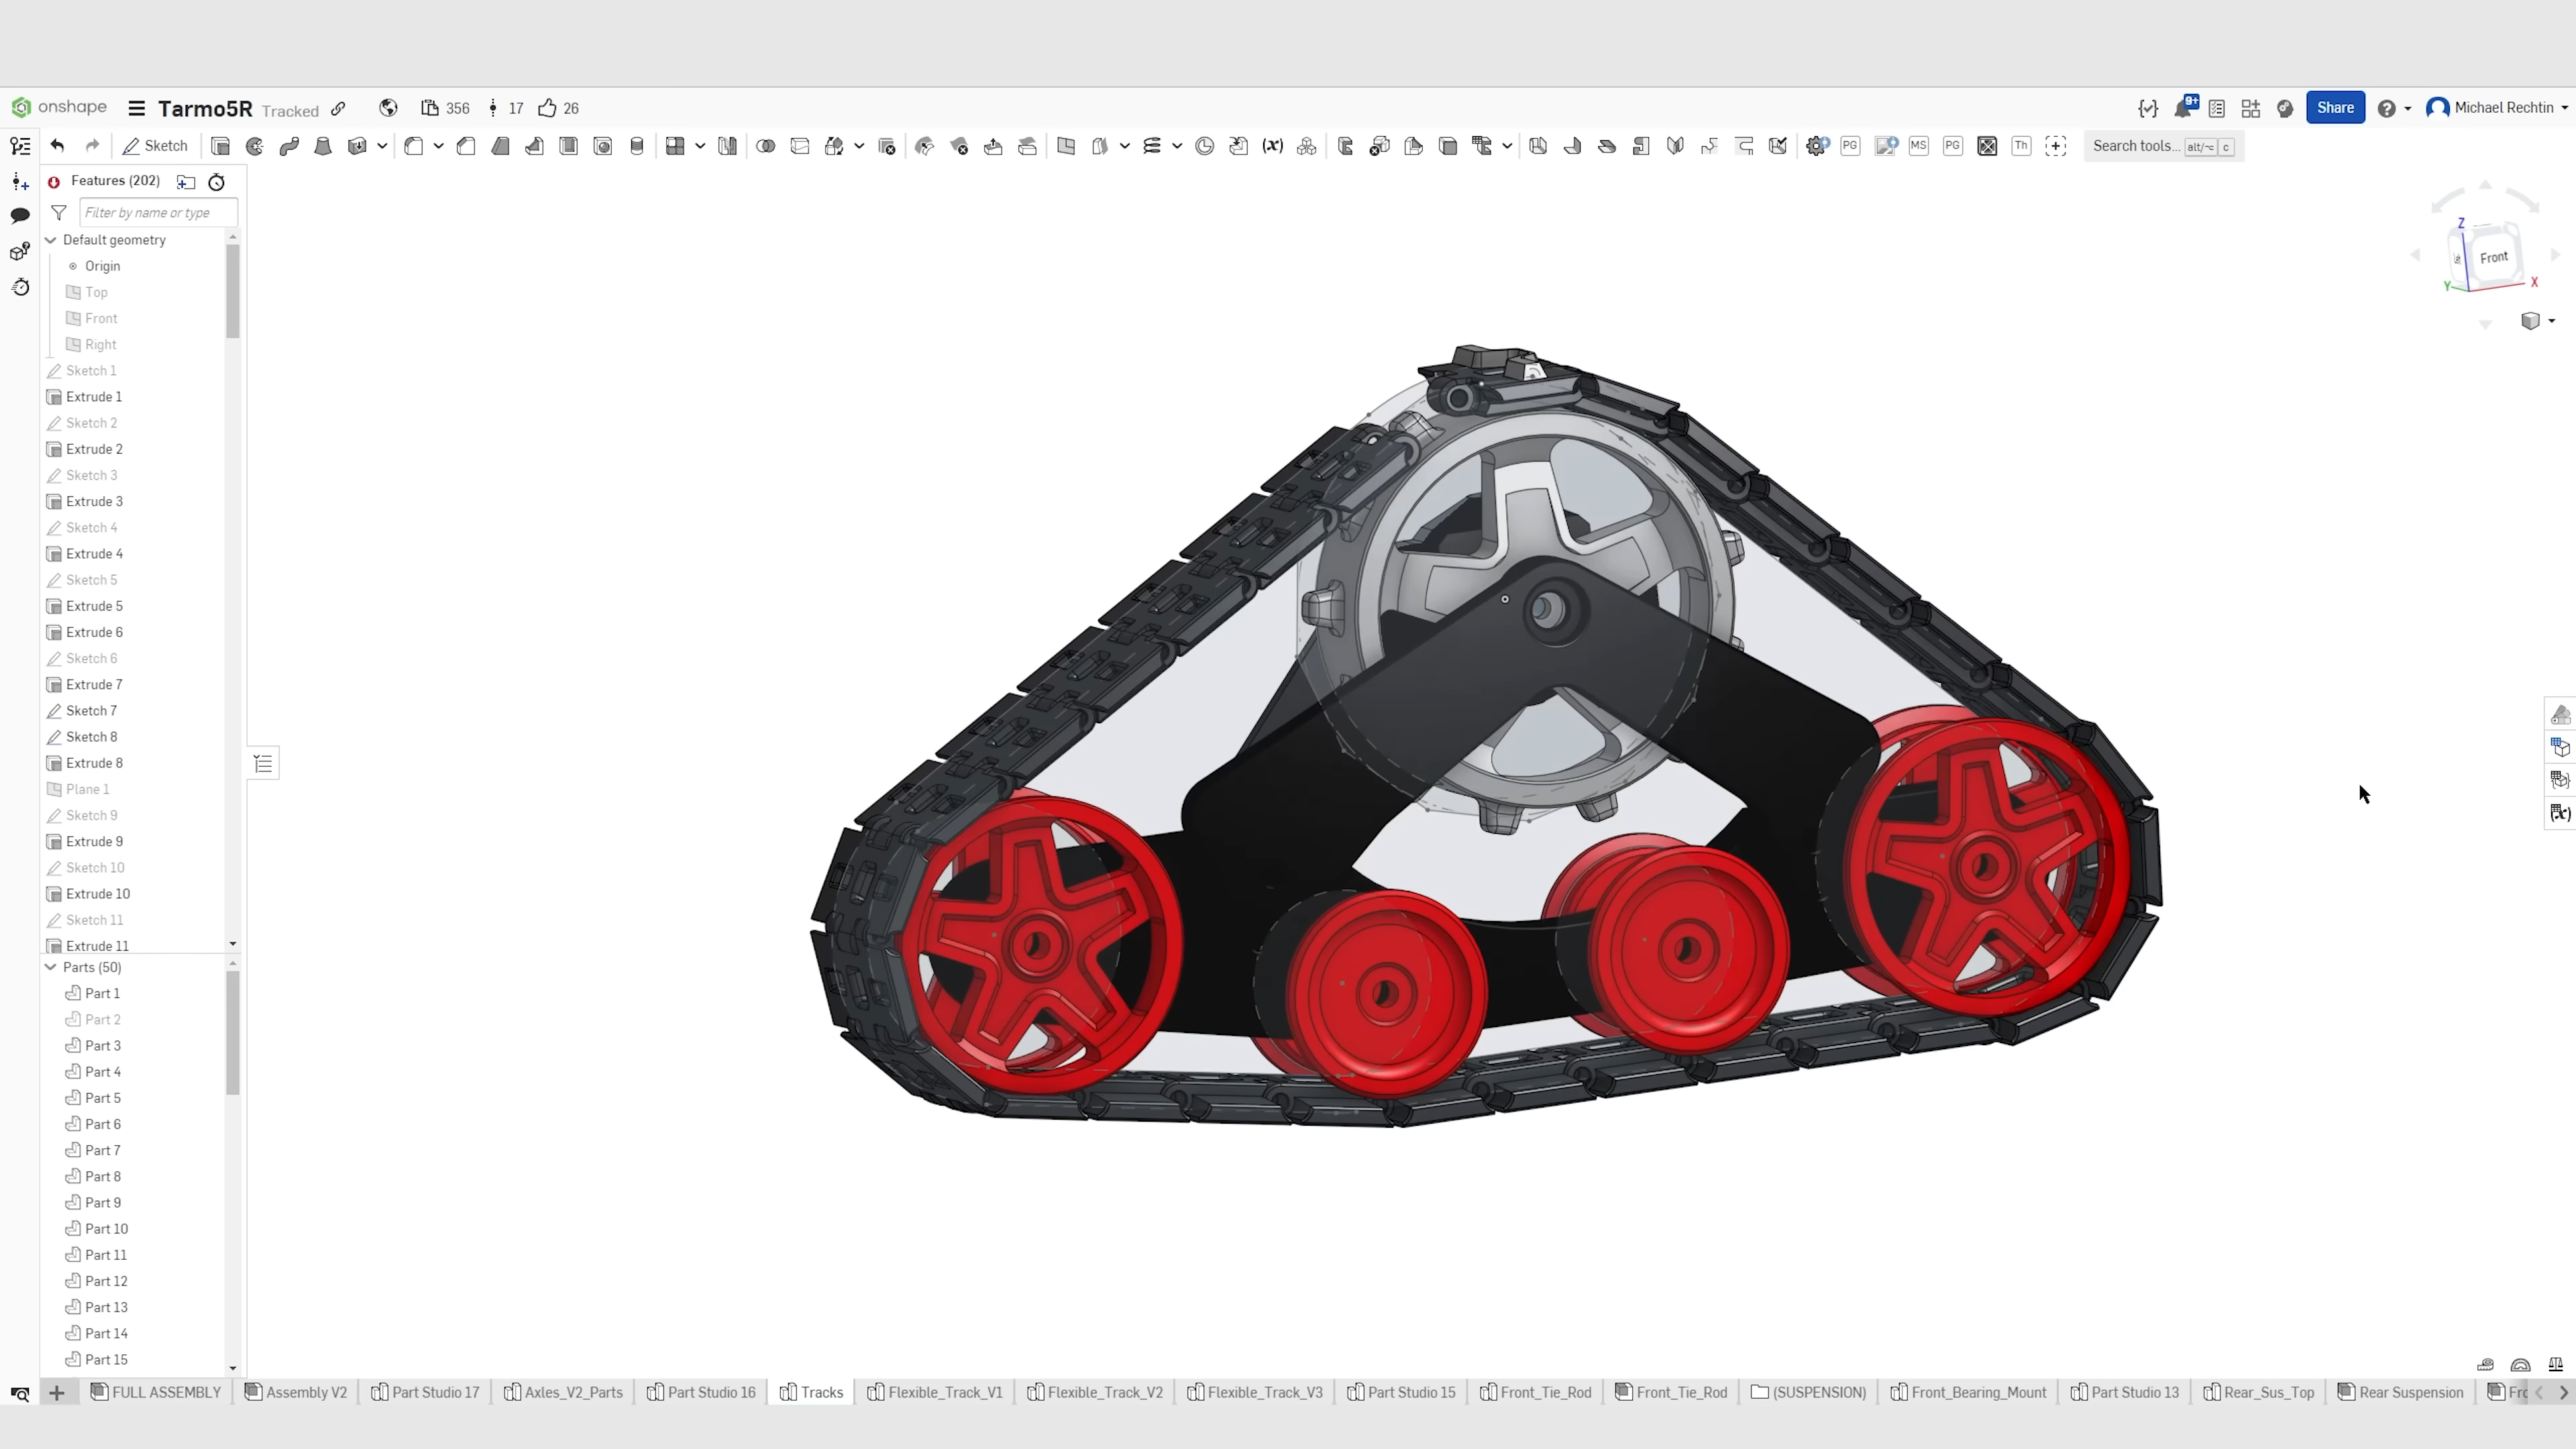 onshape
Tarmo5R Tracked 356 17 26
9+
Share
Michael Rechtin
Sketch
(x)
PG MS PG Th
Search tools... alt/⌥ c
Features (202)
Filter by name or type
Default geometry
Origin
Top
Front
Right
Sketch 1
Extrude 1
Sketch 2
Extrude 2
Sketch 3
Extrude 3
Sketch 4
Extrude 4
Sketch 5
Extrude 5
Extrude 6
Sketch 6
Extrude 7
Sketch 7
Sketch 8
Extrude 8
Plane 1
Sketch 9
Extrude 9
Sketch 10
Extrude 10
Sketch 11
Extrude 11
Parts (50)
Part 1
Part 2
Part 3
Part 4
Part 5
Part 6
Part 7
Part 8
Part 9
Part 10
Part 11
Part 12
Part 13
Part 14
Part 15
Z
Front
Y
X
(x)
FULL ASSEMBLY Assembly V2 Part Studio 17 Axles_V2_Parts Part Studio 16 Tracks Flexible_Track_V1 Flexible_Track_V2 Flexible_Track_V3 Part Studio 15 Front_Tie_Rod Front_Tie_Rod (SUSPENSION) Front_Bearing_Mount Part Studio 13 Rear_Sus_Top Rear Suspension Frc